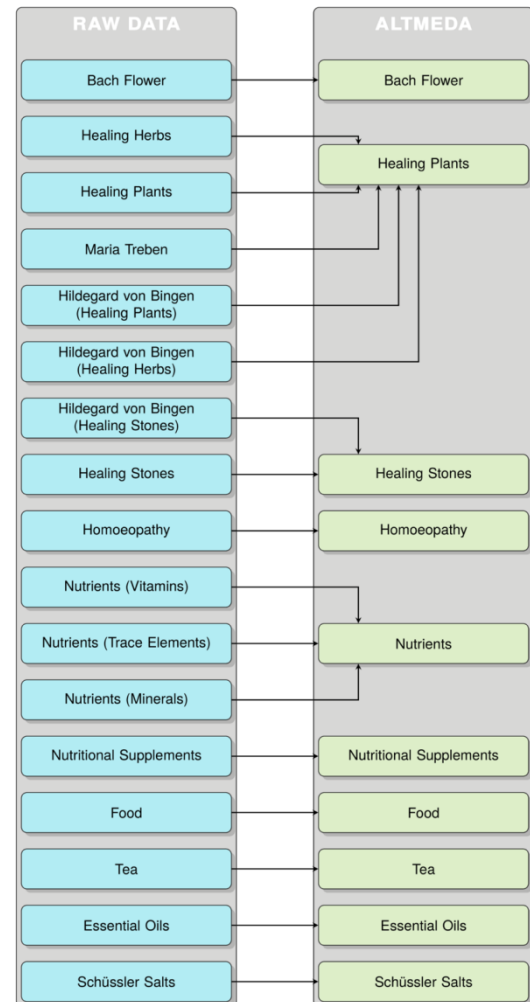 RAW DATA
Bach Flower
Healing Herbs
Healing Plants
Maria Treben
Hildegard von Bingen
(Healing Plants)
Hildegard von Bingen
(Healing Herbs)
Hildegard von Bingen
(Healing Stones)
Healing Stones
Homoeopathy
Nutrients (Vitamins)
Nutrients (Trace Elements)
Nutrients (Minerals)
Nutritional Supplements
Food
Tea
Essential Oils
Schüssler Salts
ALTMEDA
Bach Flower
Healing Plants
Healing Stones
Homoeopathy
Nutrients
Nutritional Supplements
Food
Tea
Essential Oils
Schüssler Salts